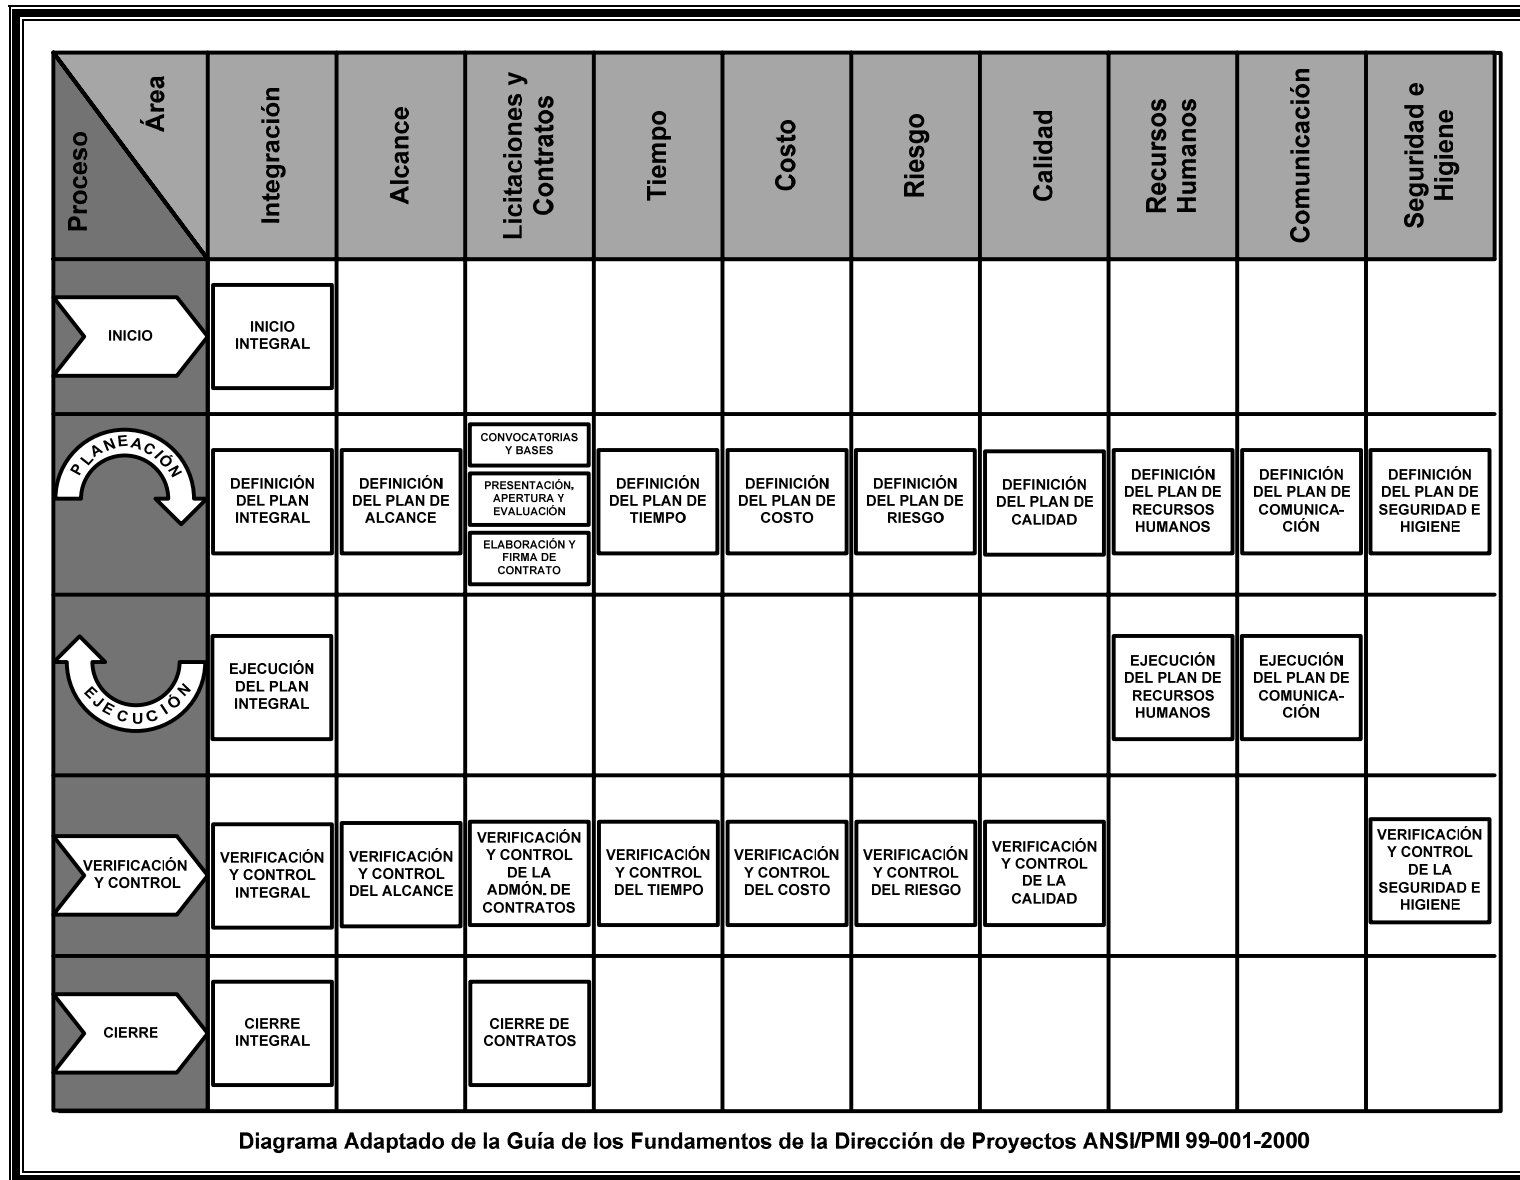 Proceso
Área
Integración
Alcance
Licitaciones y
Contratos
Tiempo
Costo
Riesgo
Calidad
Recursos
Humanos
Comunicación
Seguridad e
Higiene
INICIO
INICIO
INTEGRAL
PLANEACIÓN
DEFINICIÓN
DEL PLAN
INTEGRAL
DEFINICIÓN
DEL PLAN DE
ALCANCE
CONVOCATORIAS
Y BASES
PRESENTACIÓN,
APERTURA Y
EVALUACIÓN
ELABORACIÓN Y
FIRMA DE
CONTRATO
DEFINICIÓN
DEL PLAN DE
TIEMPO
DEFINICIÓN
DEL PLAN DE
COSTO
DEFINICIÓN
DEL PLAN DE
RIESGO
DEFINICIÓN
DEL PLAN DE
CALIDAD
DEFINICIÓN
DEL PLAN DE
RECURSOS
HUMANOS
DEFINICIÓN
DEL PLAN DE
COMUNICA-
CIÓN
DEFINICIÓN
DEL PLAN DE
SEGURIDAD E
HIGIENE
EJECUCIÓN
EJECUCIÓN
DEL PLAN
INTEGRAL
EJECUCIÓN
DEL PLAN DE
RECURSOS
HUMANOS
EJECUCIÓN
DEL PLAN DE
COMUNICA-
CIÓN
VERIFICACIÓN
Y CONTROL
VERIFICACIÓN
Y CONTROL
INTEGRAL
VERIFICACIÓN
Y CONTROL
DEL ALCANCE
VERIFICACIÓN
Y CONTROL
DE LA
ADMÓN. DE
CONTRATOS
VERIFICACIÓN
Y CONTROL
DEL TIEMPO
VERIFICACIÓN
Y CONTROL
DEL COSTO
VERIFICACIÓN
Y CONTROL
DEL RIESGO
VERIFICACIÓN
Y CONTROL
DE LA
CALIDAD
VERIFICACIÓN
Y CONTROL
DE LA
SEGURIDAD E
HIGIENE
CIERRE
CIERRE
INTEGRAL
CIERRE DE
CONTRATOS
Diagrama Adaptado de la Guía de los Fundamentos de la Dirección de Proyectos ANSI/PMI 99-001-2000